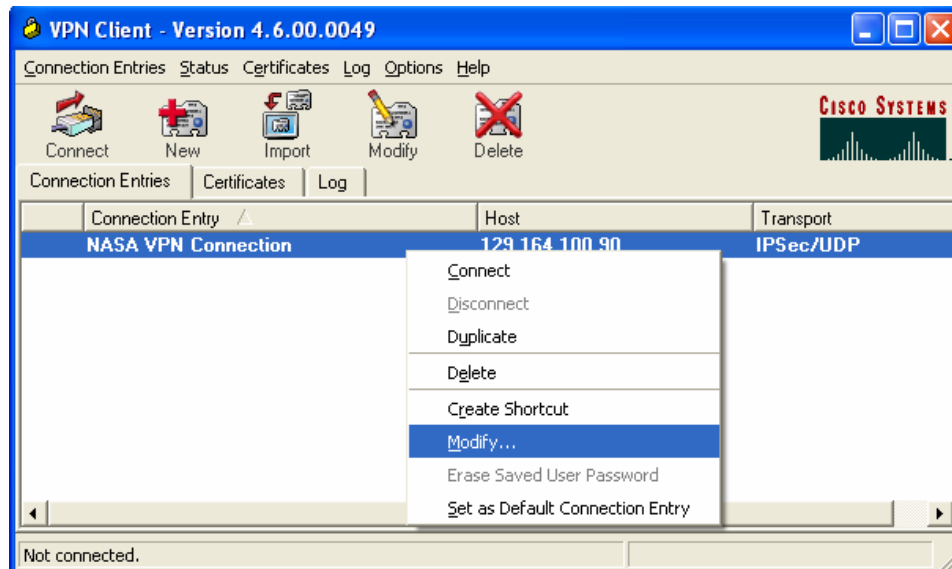 VPN Client - Version 4.6.00.0049
Connection Entries Status Certificates Log Options Help
Connect New Import Modify Delete
CISCO SYSTEMS
Connection Entries Certificates Log
Connection Entry Host Transport
NASA VPN Connection 129.164.100.90 IPSec/UDP
Connect
Disconnect
Duplicate
Delete
Create Shortcut
Modify...
Erase Saved User Password
Set as Default Connection Entry
Not connected.